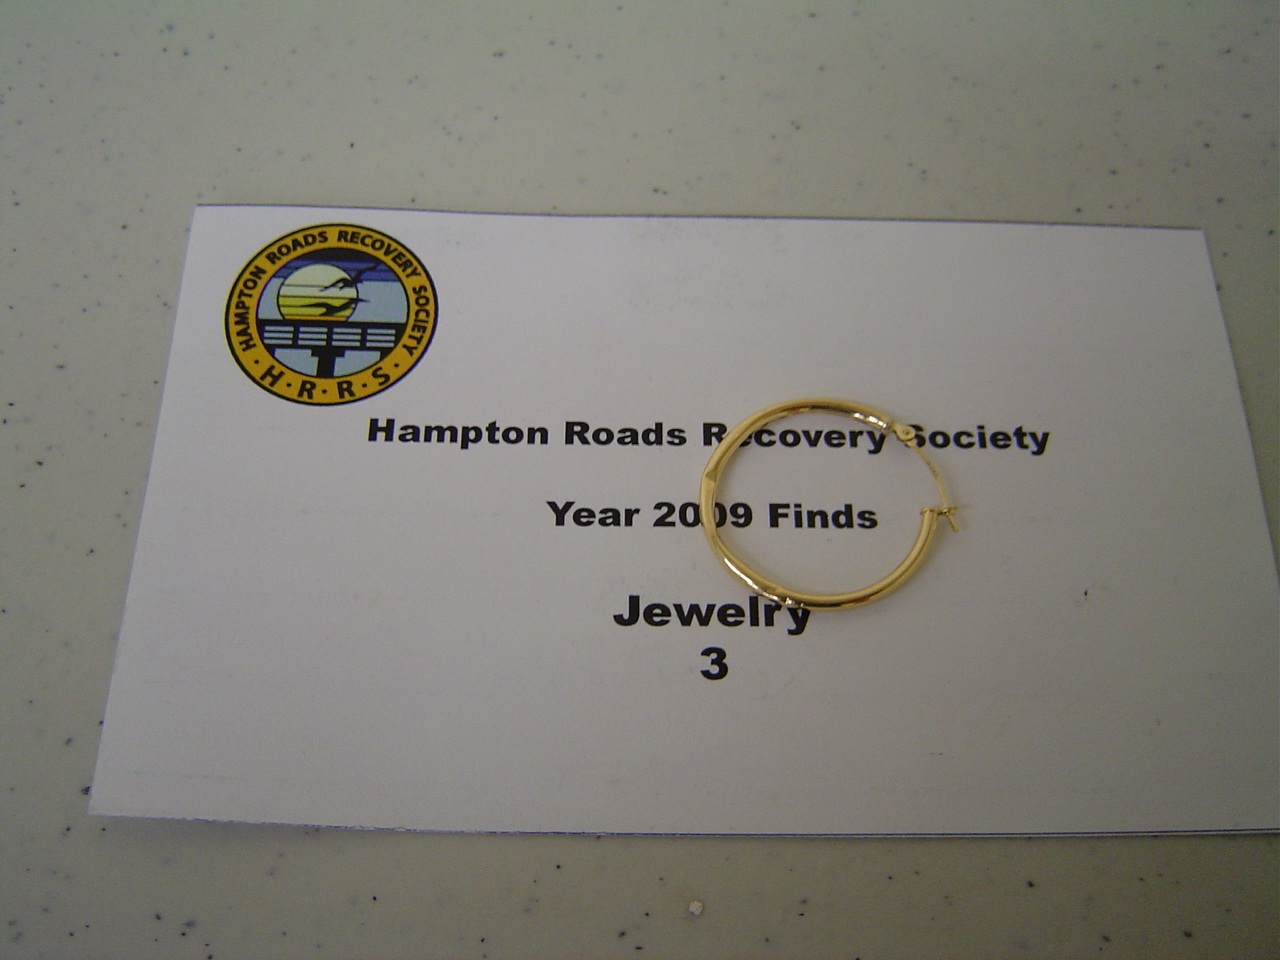 HAMPTON ROADS RECOVERY SOCIETY
· H · R · R · S ·
Hampton Roads Recovery Society
Year 2009 Finds
Jewelry
3